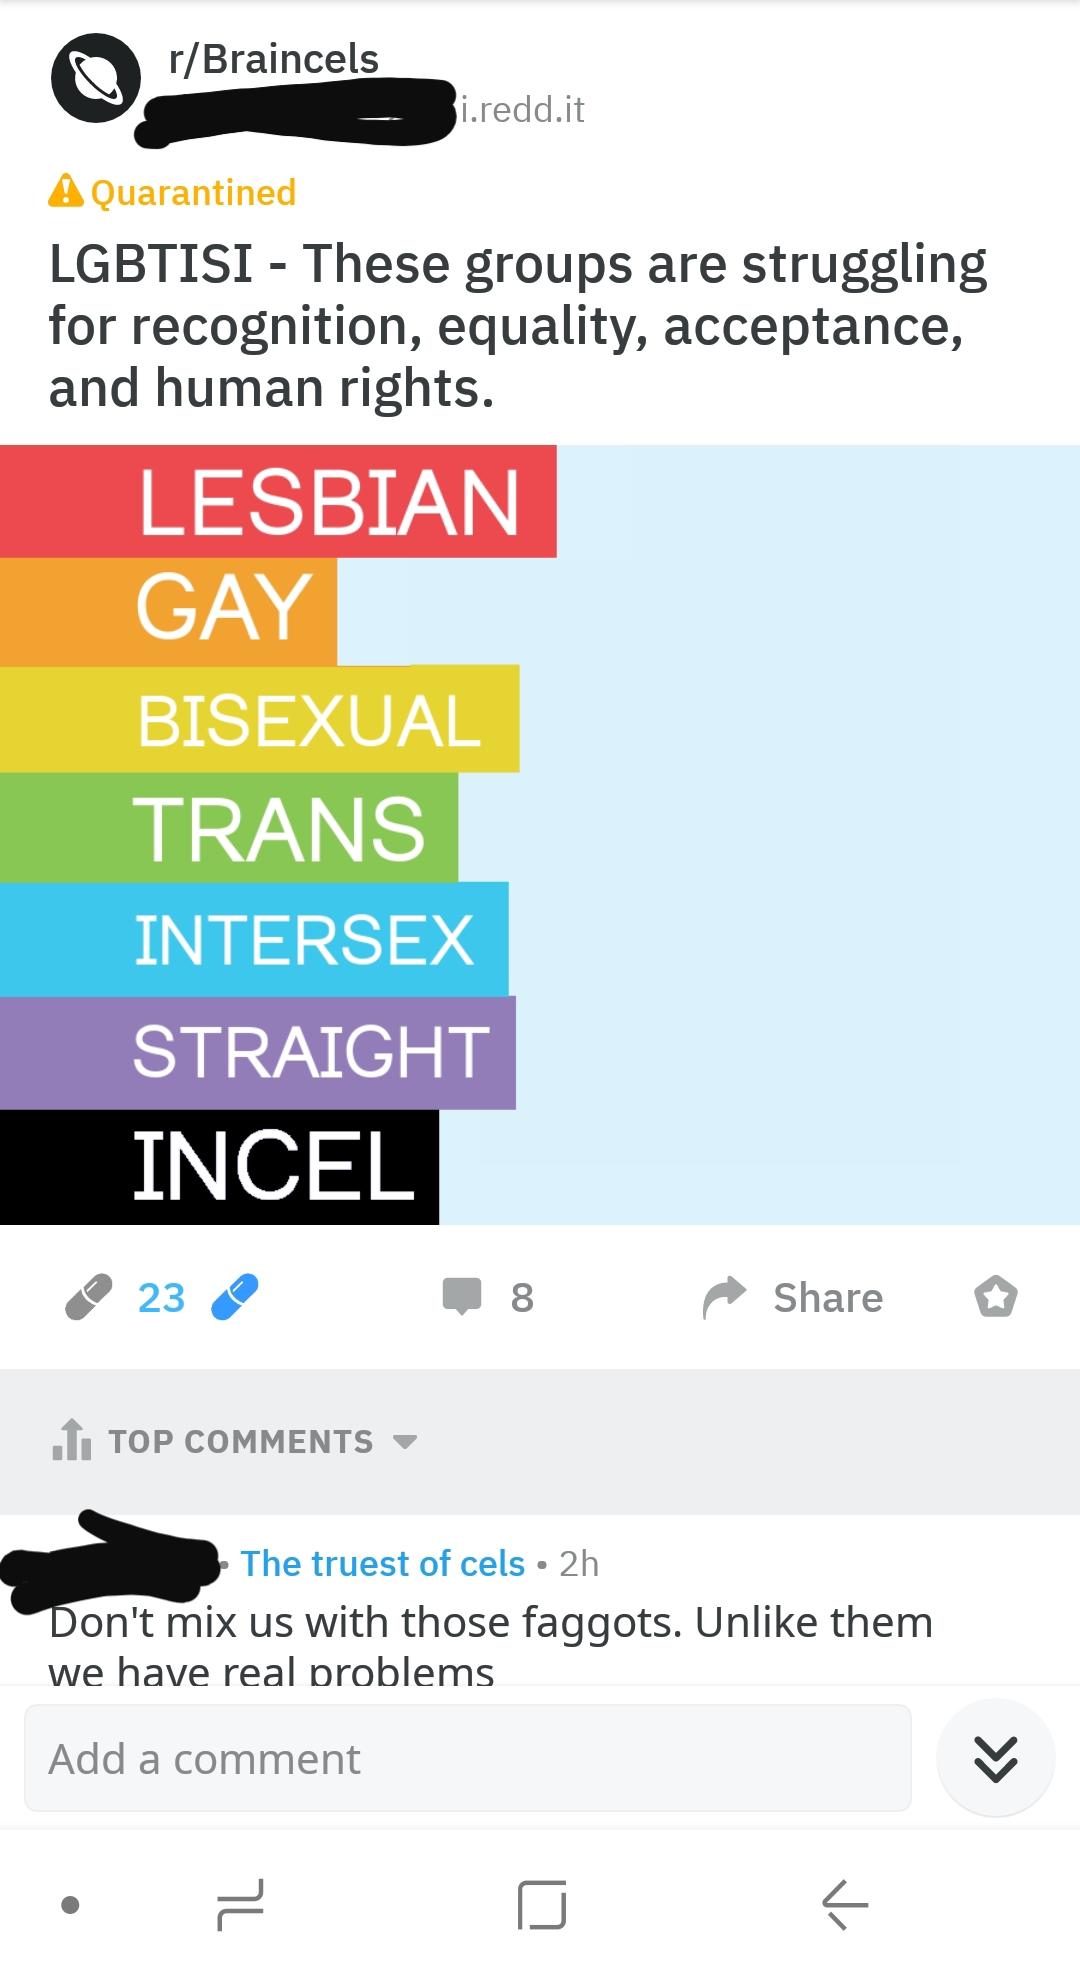 r/Braincels
i.redd.it
Quarantined
LGBTISI - These groups are struggling
for recognition, equality, acceptance,
and human rights.
LESBIAN
GAY
BISEXUAL
TRANS
INTERSEX
STRAIGHT
INCEL
23
8
Share
TOP COMMENTS
• The truest of cels • 2h
Don't mix us with those faggots. Unlike them
we have real problems
Add a comment